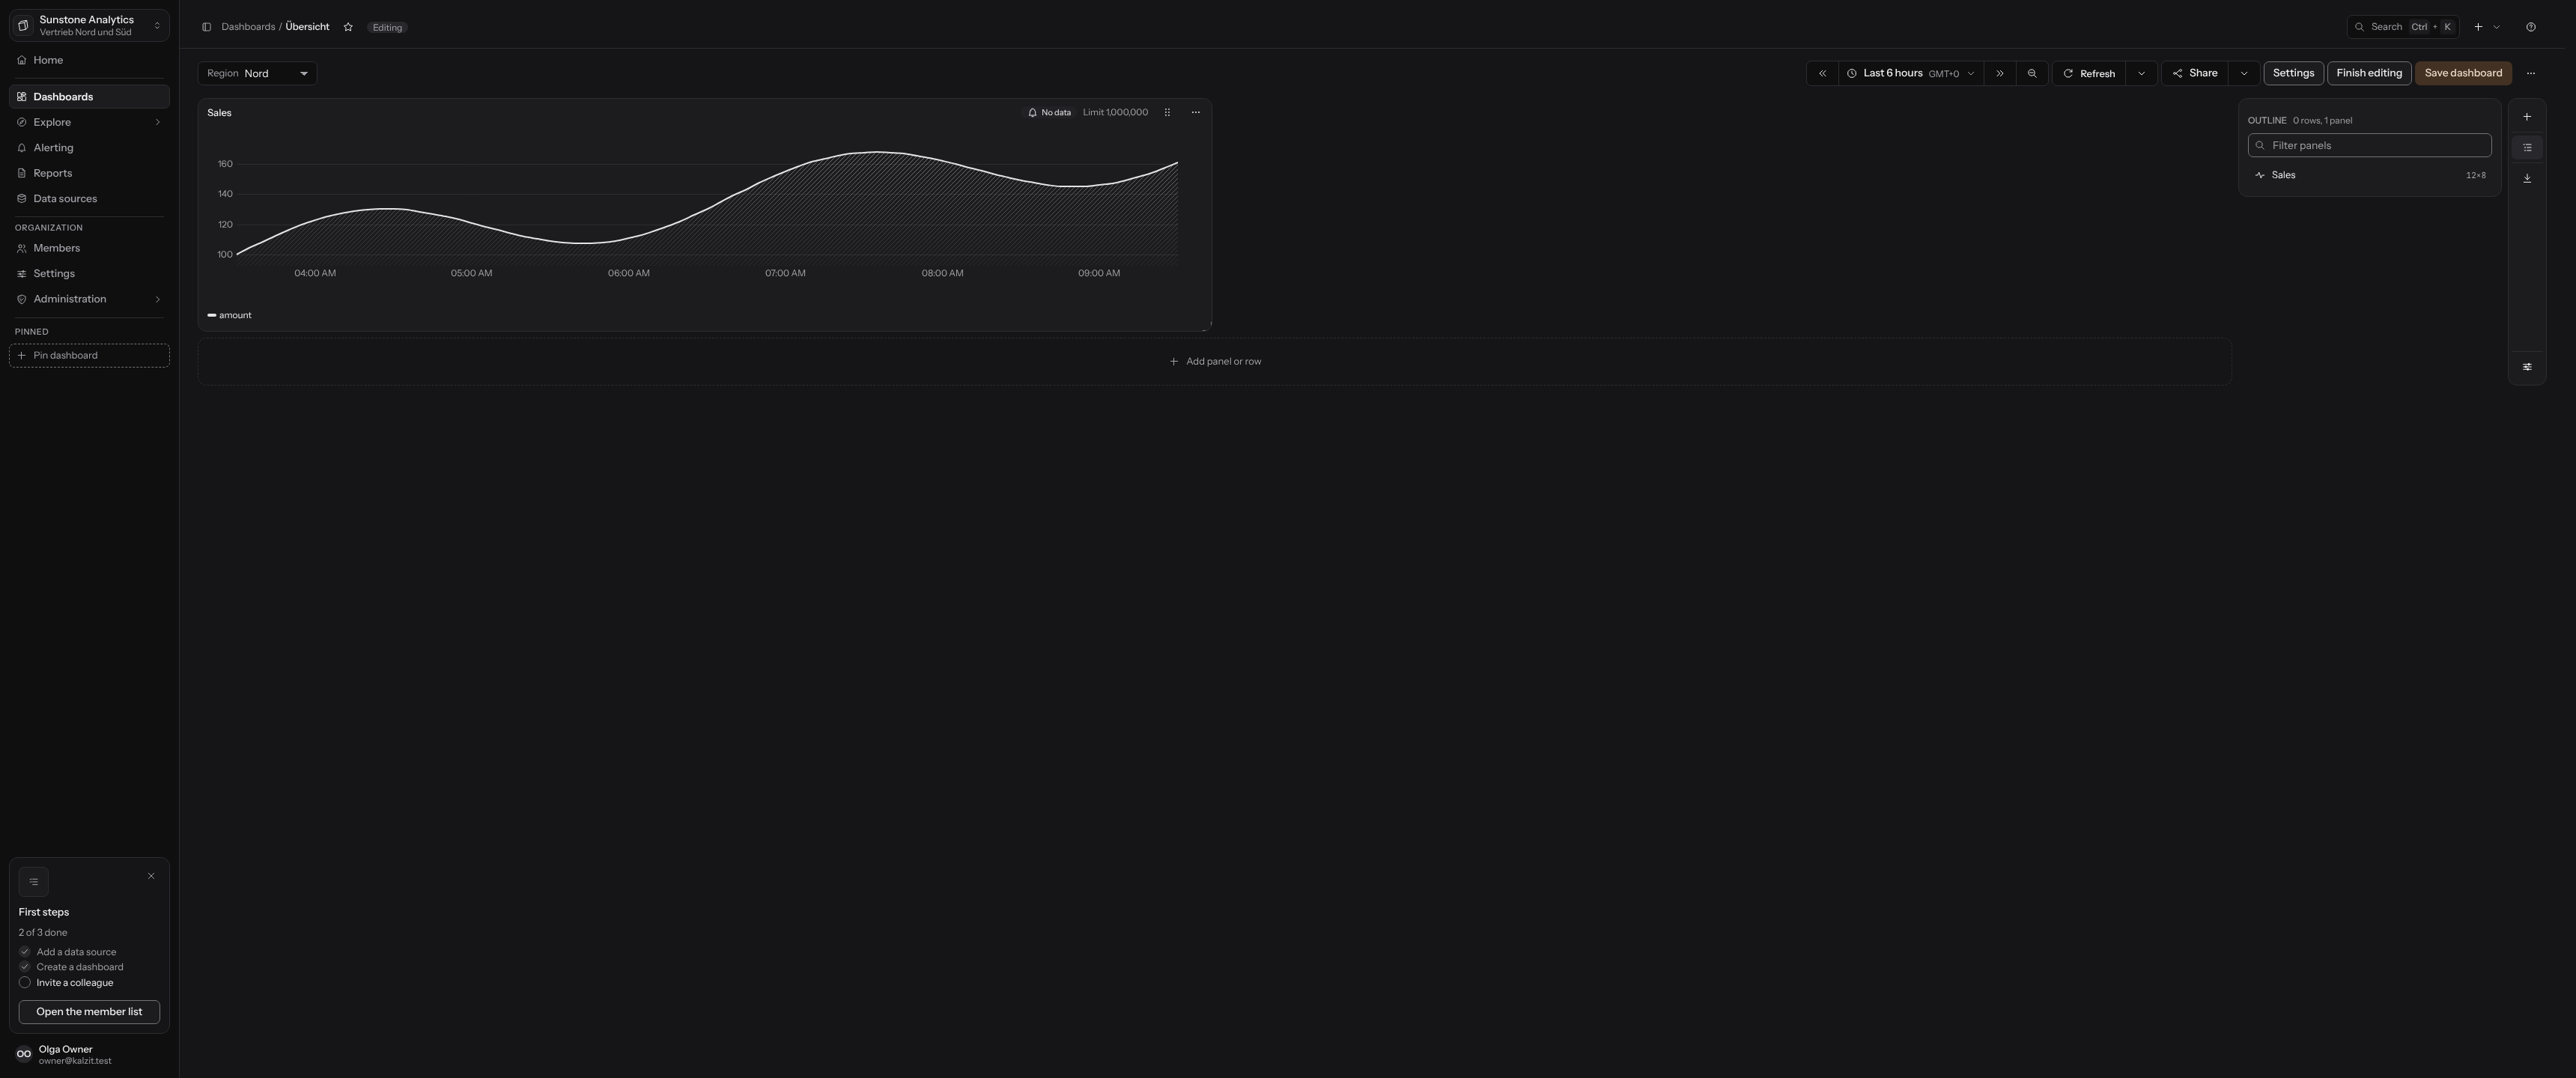 Sunstone Analytics
Vertrieb Nord und Süd
Home
Dashboards
Explore
Alerting
Reports
Data sources
ORGANIZATION
Members
Settings
Administration
PINNED
Pin dashboard
First steps
2 of 3 done
Add a data source
Create a dashboard
Invite a colleague
Open the member list
OO
Olga Owner
owner@kalzit.test
Dashboards / Übersicht
Editing
Search Ctrl + K
Region Nord
Last 6 hours GMT+0
Refresh
Share
Settings
Finish editing
Save dashboard
Sales
No data
Limit 1,000,000
160
140
120
100
04:00 AM
05:00 AM
06:00 AM
07:00 AM
08:00 AM
09:00 AM
amount
Add panel or row
OUTLINE 0 rows, 1 panel
Filter panels
Sales 12×8